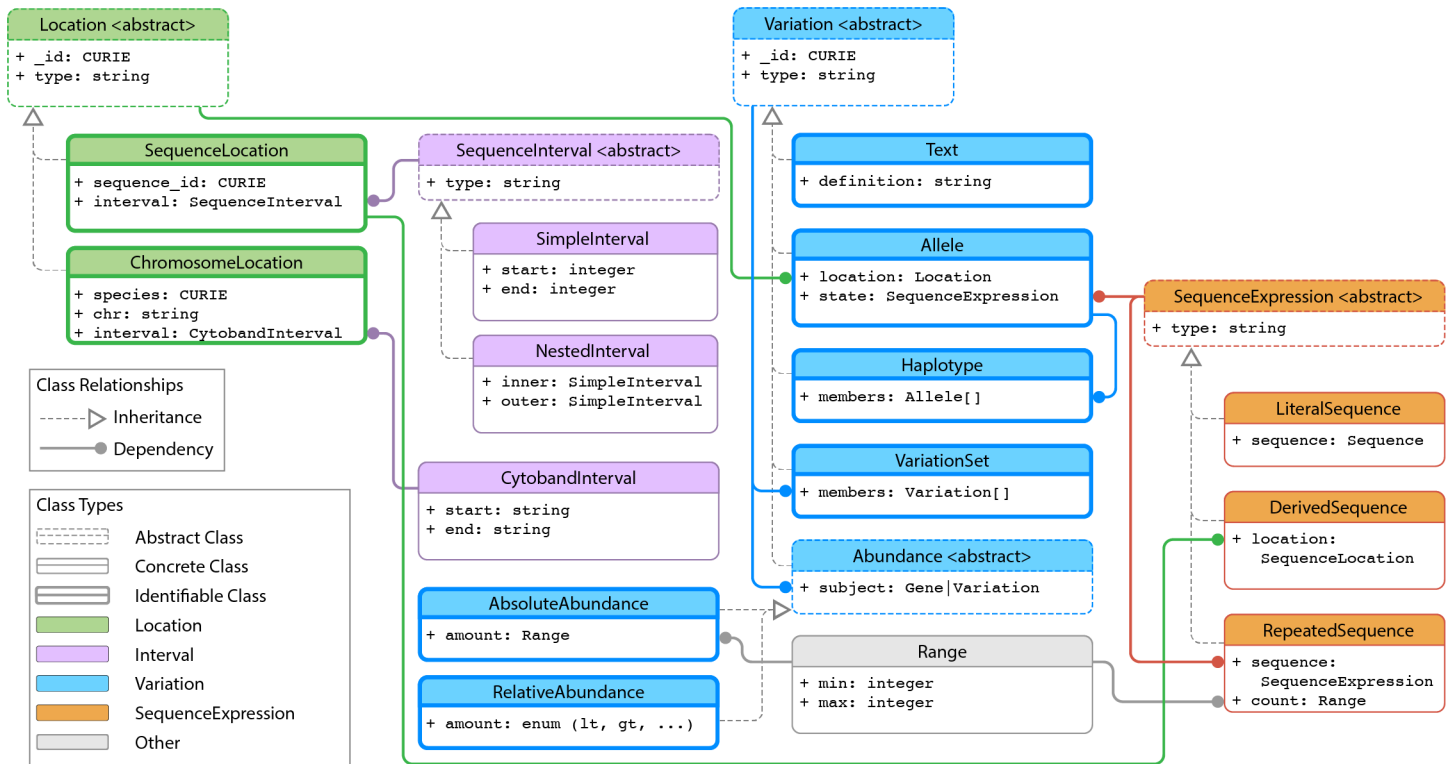 Location <abstract>
+ _id: CURIE
+ type: string
SequenceLocation
+ sequence_id: CURIE
+ interval: SequenceInterval
ChromosomeLocation
+ species: CURIE
+ chr: string
+ interval: CytobandInterval
Class Relationships
Inheritance
Dependency
Class Types
Abstract Class
Concrete Class
Identifiable Class
Location
Interval
Variation
SequenceExpression
Other
SequenceInterval <abstract>
+ type: string
SimpleInterval
+ start: integer
+ end: integer
NestedInterval
+ inner: SimpleInterval
+ outer: SimpleInterval
CytobandInterval
+ start: string
+ end: string
AbsoluteAbundance
+ amount: Range
RelativeAbundance
+ amount: enum (lt, gt, ...)
Variation <abstract>
+ _id: CURIE
+ type: string
Text
+ definition: string
Allele
+ location: Location
+ state: SequenceExpression
Haplotype
+ members: Allele[]
VariationSet
+ members: Variation[]
Abundance <abstract>
+ subject: Gene|Variation
Range
+ min: integer
+ max: integer
SequenceExpression <abstract>
+ type: string
LiteralSequence
+ sequence: Sequence
DerivedSequence
+ location:
SequenceLocation
RepeatedSequence
+ sequence:
SequenceExpression
+ count: Range